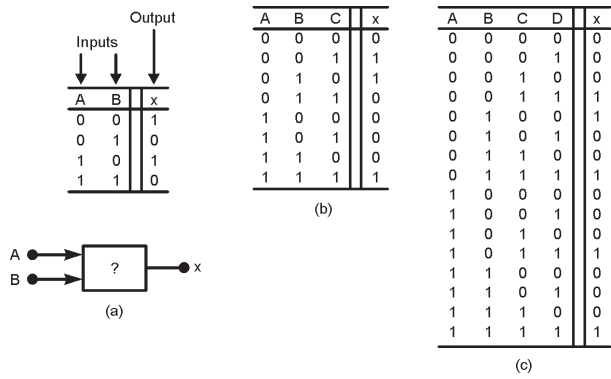 Output
Inputs
A B x
0 0 1
0 1 0
1 0 1
1 1 0
A
B
?
x
(a)
A B C x
0 0 0 0
0 0 1 1
0 1 0 1
0 1 1 0
1 0 0 0
1 0 1 0
1 1 0 0
1 1 1 1
(b)
A B C D x
0 0 0 0 0
0 0 0 1 0
0 0 1 0 0
0 0 1 1 1
0 1 0 0 1
0 1 0 1 0
0 1 1 0 0
0 1 1 1 1
1 0 0 0 0
1 0 0 1 0
1 0 1 0 0
1 0 1 1 1
1 1 0 0 0
1 1 0 1 0
1 1 1 0 0
1 1 1 1 1
(c)